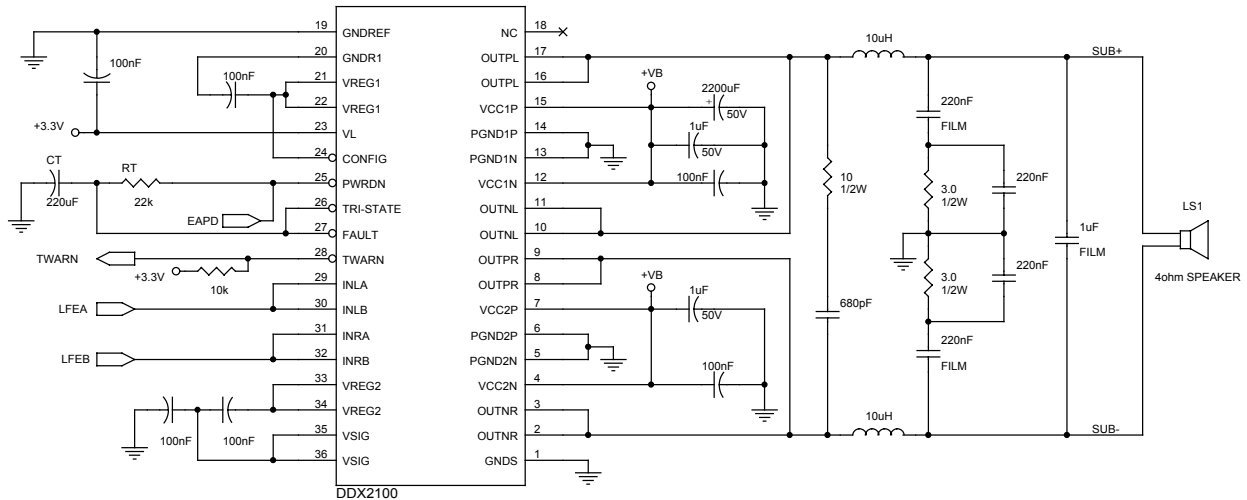 19 GNDREF
20 GNDR1
21 VREG1
22 VREG1
23 VL
24 CONFIG
25 PWRDN
26 TRI-STATE
27 FAULT
28 TWARN
29 INLA
30 INLB
31 INRA
32 INRB
33 VREG2
34 VREG2
35 VSIG
36 VSIG
NC 18
OUTPL 17
OUTPL 16
VCC1P 15
PGND1P 14
PGND1N 13
VCC1N 12
OUTNL 11
OUTNL 10
OUTPR 9
OUTPR 8
VCC2P 7
PGND2P 6
PGND2N 5
VCC2N 4
OUTNR 3
OUTNR 2
GNDS 1
DDX2100
100nF
100nF
+3.3V
CT
220uF
RT
22k
EAPD
TWARN
+3.3V
10k
LFEA
LFEB
100nF
100nF
+VB
2200uF
+
50V
1uF
50V
100nF
+VB
1uF
50V
100nF
10
1/2W
680pF
10uH
10uH
220nF
FILM
3.0
1/2W
220nF
3.0
1/2W
220nF
220nF
FILM
1uF
FILM
SUB+
SUB-
LS1
4ohm SPEAKER